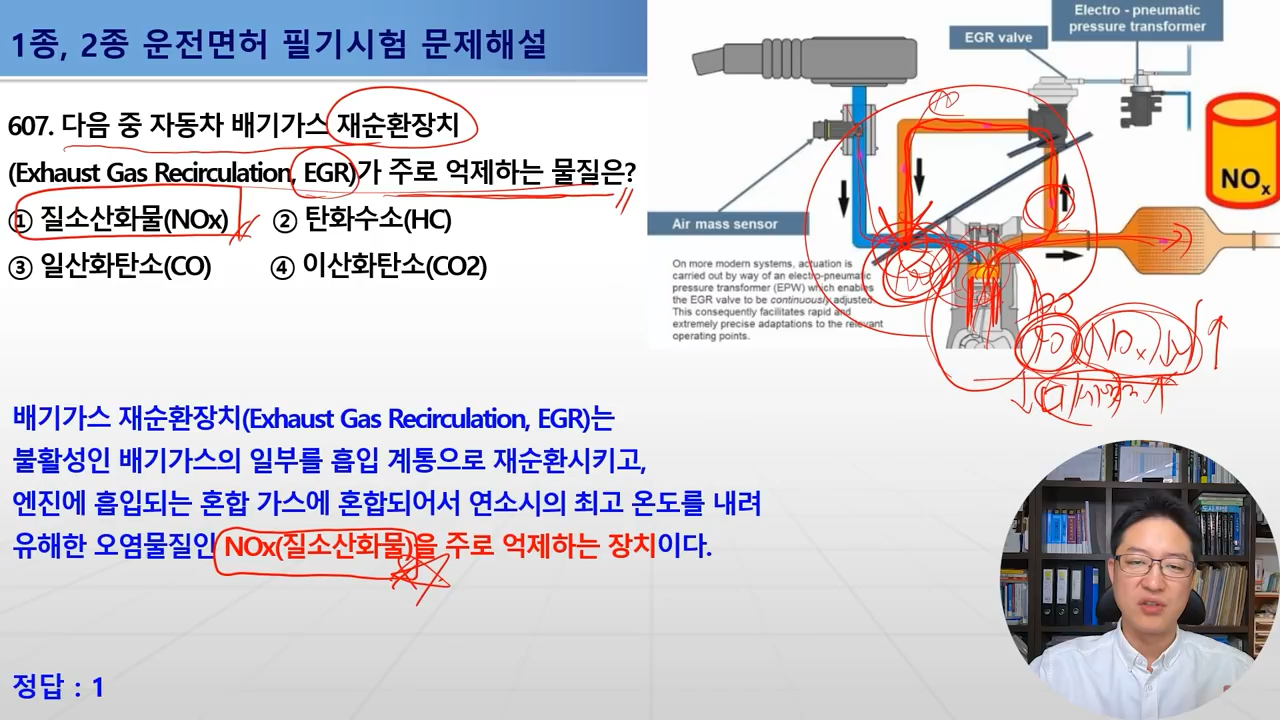 1종, 2종 운전면허 필기시험 문제해설
607. 다음 중 자동차 배기가스 재순환장치
(Exhaust Gas Recirculation, EGR)가 주로 억제하는 물질은?
① 질소산화물(NOx) ② 탄화수소(HC)
③ 일산화탄소(CO) ④ 이산화탄소(CO2)
Electro - pneumatic
pressure transformer
EGR valve
NOx
Air mass sensor
On more modern systems, actuation is
carried out by way of an electro-pneumatic
pressure transformer (EPW) which enables
the EGR valve to be continuously adjusted.
This consequently facilitates rapid and
extremely precise adaptations to the relevant
operating points.
NOx
배기가스 재순환장치(Exhaust Gas Recirculation, EGR)는
불활성인 배기가스의 일부를 흡입 계통으로 재순환시키고,
엔진에 흡입되는 혼합 가스에 혼합되어서 연소시의 최고 온도를 내려
유해한 오염물질인 NOx(질소산화물)을 주로 억제하는 장치이다.
정답 : 1